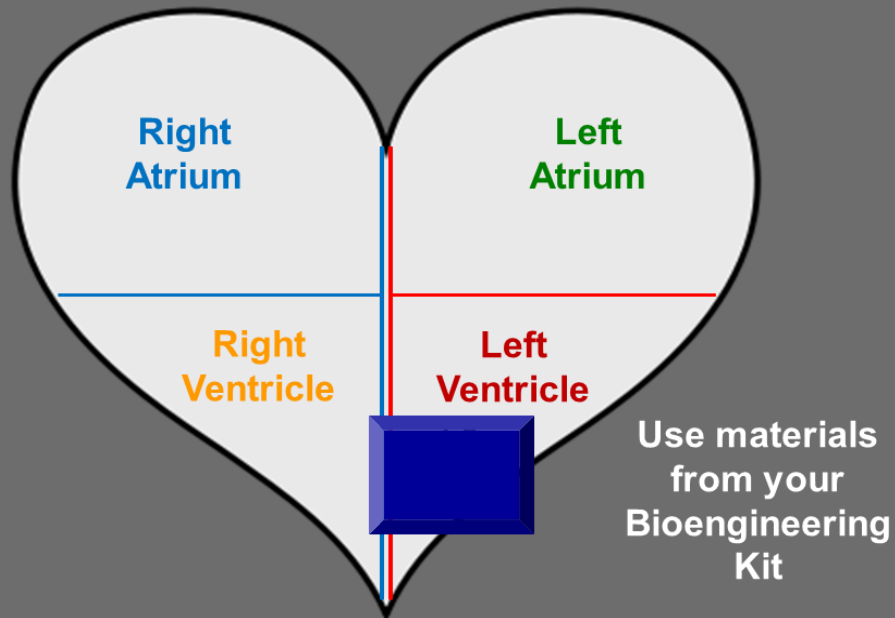 Right
Atrium
Left
Atrium
Right
Ventricle
Left
Ventricle
Use materials
from your
Bioengineering
Kit